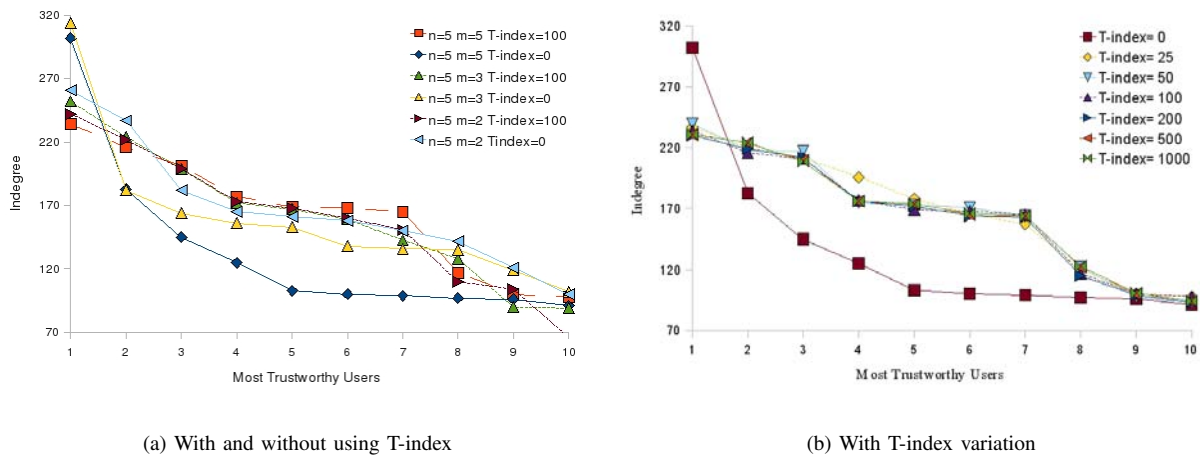 320
270
220
170
120
70
Indegree
1 2 3 4 5 6 7 8 9 10
Most Trustworthy Users
n=5 m=5 T-index=100
n=5 m=5 T-index=0
n=5 m=3 T-index=100
n=5 m=3 T-index=0
n=5 m=2 T-index=100
n=5 m=2 Tindex=0
(a) With and without using T-index
320
270
220
170
120
70
Indegree
1 2 3 4 5 6 7 8 9 10
Most Trustworthy Users
T-index= 0
T-index= 25
T-index= 50
T-index= 100
T-index= 200
T-index= 500
T-index= 1000
(b) With T-index variation